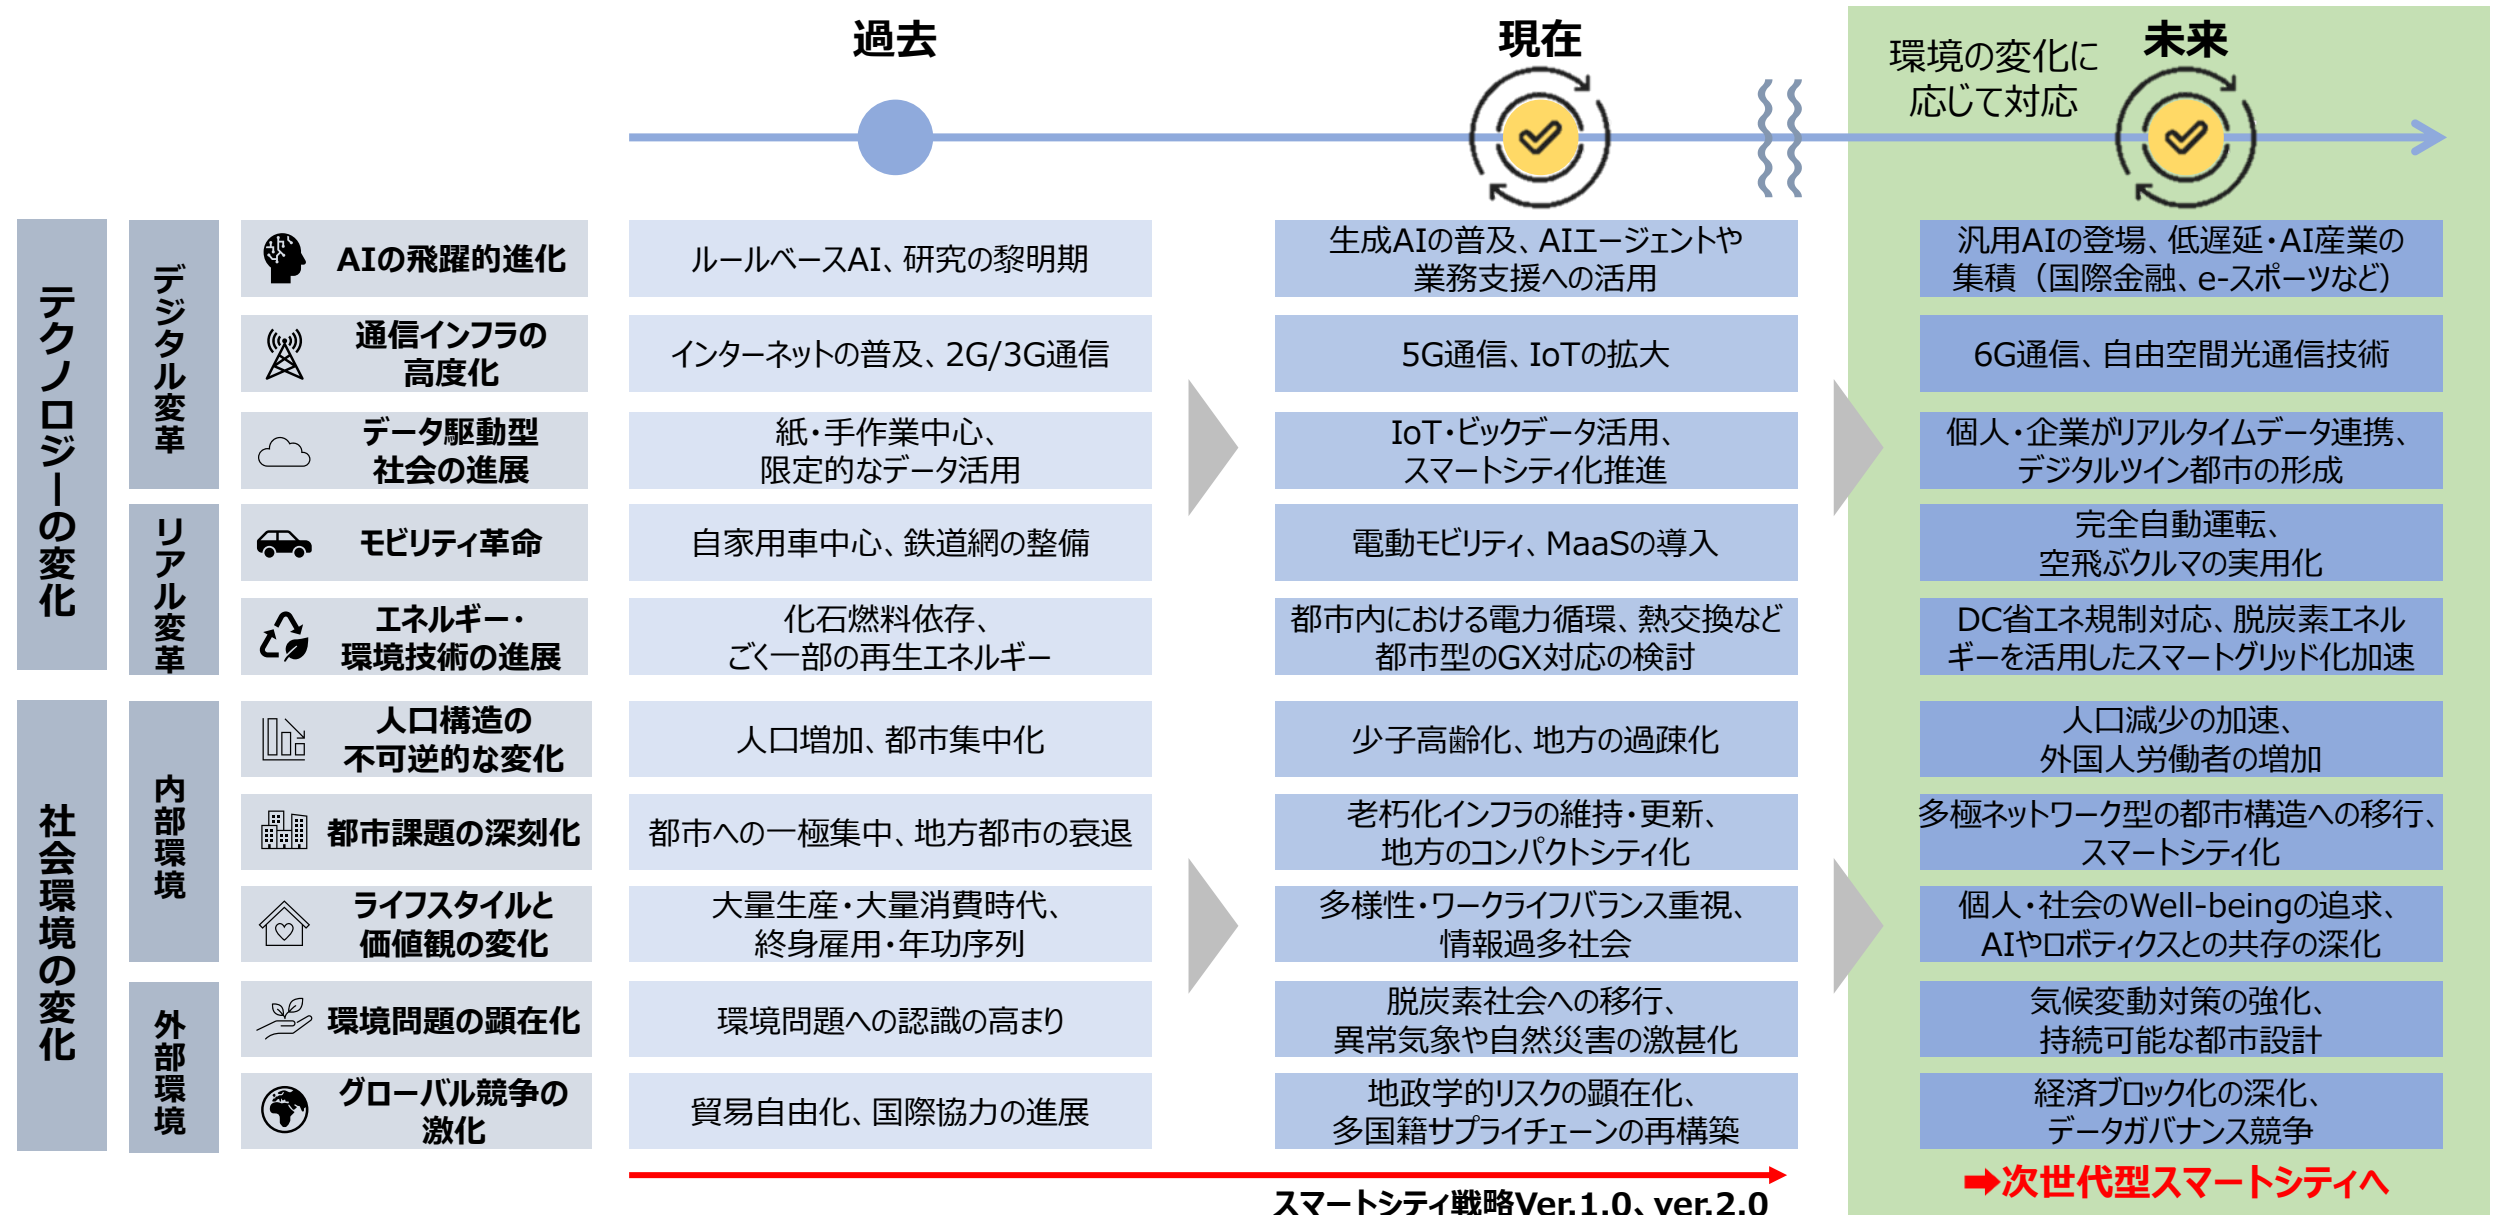 過去
現在
未来
環境の変化に
応じて対応
テクノロジーの変化
デジタル変革
AIの飛躍的進化
ルールベースAI、研究の黎明期
生成AIの普及、AIエージェントや
業務支援への活用
汎用AIの登場、低遅延・AI産業の
集積（国際金融、e-スポーツなど）
通信インフラの
高度化
インターネットの普及、2G/3G通信
5G通信、IoTの拡大
6G通信、自由空間光通信技術
データ駆動型
社会の進展
紙・手作業中心、
限定的なデータ活用
IoT・ビックデータ活用、
スマートシティ化推進
個人・企業がリアルタイムデータ連携、
デジタルツイン都市の形成
リアル変革
モビリティ革命
自家用車中心、鉄道網の整備
電動モビリティ、MaaSの導入
完全自動運転、
空飛ぶクルマの実用化
エネルギー・
環境技術の進展
化石燃料依存、
ごく一部の再生エネルギー
都市内における電力循環、熱交換など
都市型のGX対応の検討
DC省エネ規制対応、脱炭素エネル
ギーを活用したスマートグリッド化加速
社会環境の変化
内部環境
人口構造の
不可逆的な変化
人口増加、都市集中化
少子高齢化、地方の過疎化
人口減少の加速、
外国人労働者の増加
都市課題の深刻化
都市への一極集中、地方都市の衰退
老朽化インフラの維持・更新、
地方のコンパクトシティ化
多極ネットワーク型の都市構造への移行、
スマートシティ化
ライフスタイルと
価値観の変化
大量生産・大量消費時代、
終身雇用・年功序列
多様性・ワークライフバランス重視、
情報過多社会
個人・社会のWell-beingの追求、
AIやロボティクスとの共存の深化
外部環境
環境問題の顕在化
環境問題への認識の高まり
脱炭素社会への移行、
異常気象や自然災害の激甚化
気候変動対策の強化、
持続可能な都市設計
グローバル競争の
激化
貿易自由化、国際協力の進展
地政学的リスクの顕在化、
多国籍サプライチェーンの再構築
経済ブロック化の深化、
データガバナンス競争
スマートシティ戦略Ver.1.0、ver.2.0
➡次世代型スマートシティへ